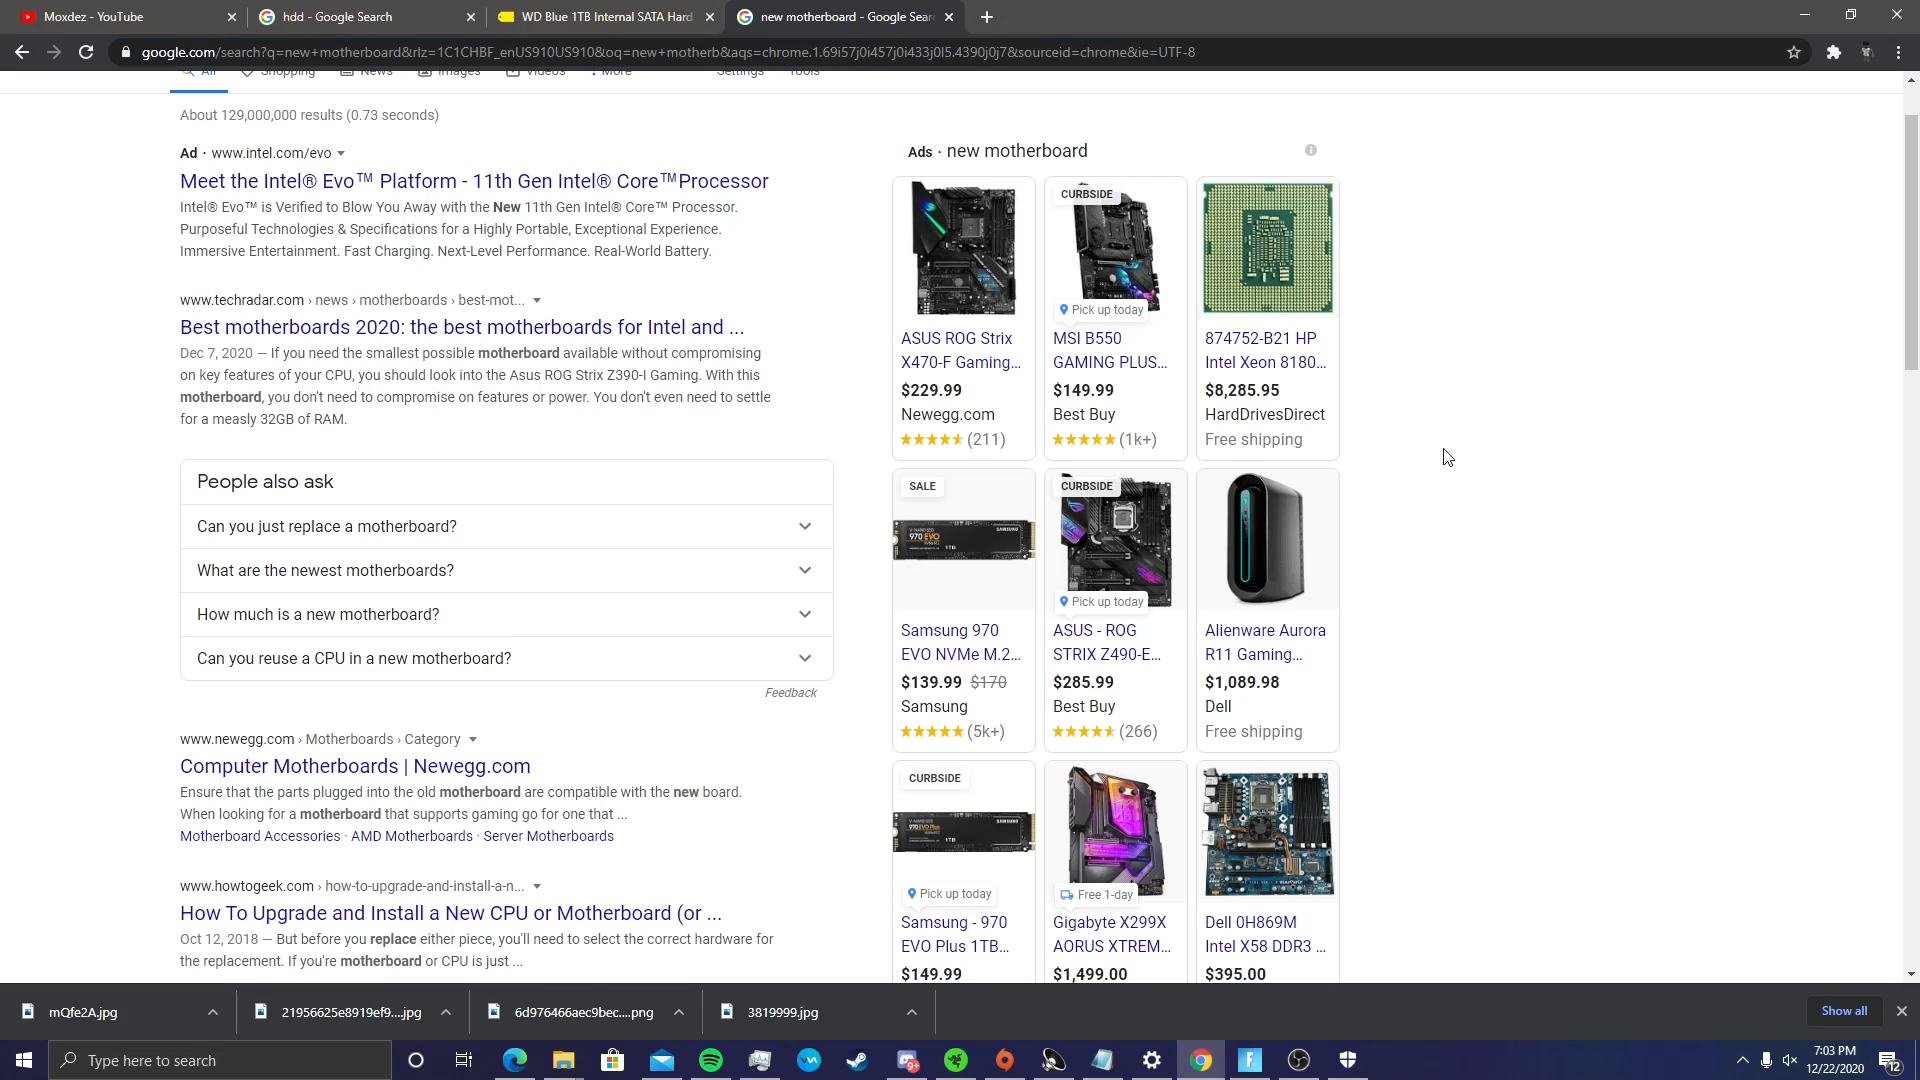 Moxdez - YouTube
hdd - Google Search
WD Blue 1TB Internal SATA Hard
new motherboard - Google Sear
google.com/search?q=new+motherboard&rlz=1C1CHBF_enUS910US910&oq=new+motherb&aqs=chrome.1.69i57j0i457j0i433j0l5.4390j0j7&sourceid=chrome&ie=UTF-8
All Shopping News Images Videos More Settings Tools
About 129,000,000 results (0.73 seconds)
Ad · www.intel.com/evo
Meet the Intel® Evo™ Platform - 11th Gen Intel® Core™Processor
Intel® Evo™ is Verified to Blow You Away with the New 11th Gen Intel® Core™ Processor.
Purposeful Technologies & Specifications for a Highly Portable, Exceptional Experience.
Immersive Entertainment. Fast Charging. Next-Level Performance. Real-World Battery.
www.techradar.com › news › motherboards › best-mot...
Best motherboards 2020: the best motherboards for Intel and ...
Dec 7, 2020 — If you need the smallest possible motherboard available without compromising
on key features of your CPU, you should look into the Asus ROG Strix Z390-I Gaming. With this
motherboard, you don't need to compromise on features or power. You don't even need to settle
for a measly 32GB of RAM.
People also ask
Can you just replace a motherboard?
What are the newest motherboards?
How much is a new motherboard?
Can you reuse a CPU in a new motherboard?
Feedback
www.newegg.com › Motherboards › Category
Computer Motherboards | Newegg.com
Ensure that the parts plugged into the old motherboard are compatible with the new board.
When looking for a motherboard that supports gaming go for one that ...
Motherboard Accessories · AMD Motherboards · Server Motherboards
www.howtogeek.com › how-to-upgrade-and-install-a-n...
How To Upgrade and Install a New CPU or Motherboard (or ...
Oct 12, 2018 — But before you replace either piece, you'll need to select the correct hardware for
the replacement. If you're motherboard or CPU is just ...
Ads · new motherboard
ASUS ROG Strix
X470-F Gaming...
$229.99
Newegg.com
(211)
CURBSIDE
Pick up today
MSI B550
GAMING PLUS...
$149.99
Best Buy
(1k+)
874752-B21 HP
Intel Xeon 8180...
$8,285.95
HardDrivesDirect
Free shipping
SALE
SAMSUNG
970 EVO
1TB
Samsung 970
EVO NVMe M.2...
$139.99 $170
Samsung
(5k+)
CURBSIDE
Pick up today
ASUS - ROG
STRIX Z490-E...
$285.99
Best Buy
(266)
Alienware Aurora
R11 Gaming...
$1,089.98
Dell
Free shipping
CURBSIDE
SAMSUNG
970 EVO Plus
1TB
Pick up today
Samsung - 970
EVO Plus 1TB...
$149.99
Free 1-day
Gigabyte X299X
AORUS XTREM...
$1,499.00
Dell 0H869M
Intel X58 DDR3 ...
$395.00
mQfe2A.jpg
21956625e8919ef9....jpg
6d976466aec9bec....png
3819999.jpg
Show all
Type here to search
7:03 PM
12/22/2020
12